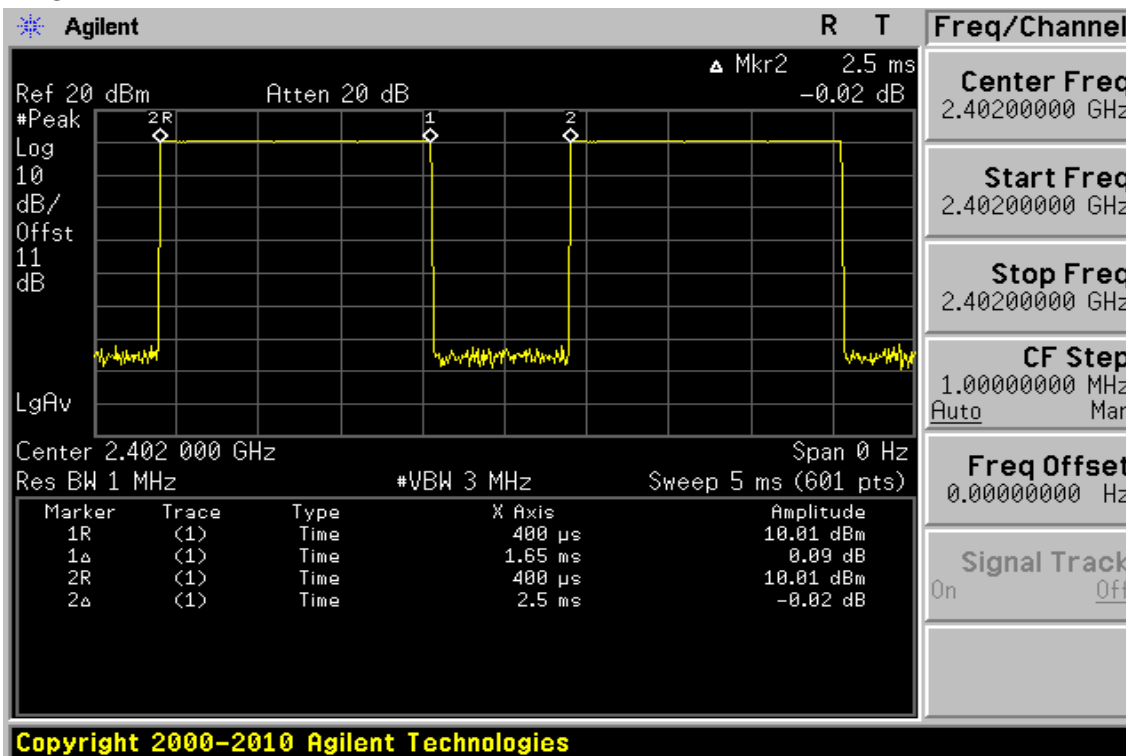 Agilent R T Freq/Channel
Mkr2 2.5 ms
Ref 20 dBm Atten 20 dB -0.02 dB
#Peak
Log
10
dB/
Offst
11
dB
LgAv
2R 1 2
Center 2.402 000 GHz Span 0 Hz
Res BW 1 MHz #VBW 3 MHz Sweep 5 ms (601 pts)
Marker Trace Type X Axis Amplitude
1R (1) Time 400 µs 10.01 dBm
1Δ (1) Time 1.65 ms 0.09 dB
2R (1) Time 400 µs 10.01 dBm
2Δ (1) Time 2.5 ms -0.02 dB
Center Freq
2.40200000 GHz
Start Freq
2.40200000 GHz
Stop Freq
2.40200000 GHz
CF Step
1.00000000 MHz
Auto Man
Freq Offset
0.00000000 Hz
Signal Track
On Off
Copyright 2000-2010 Agilent Technologies